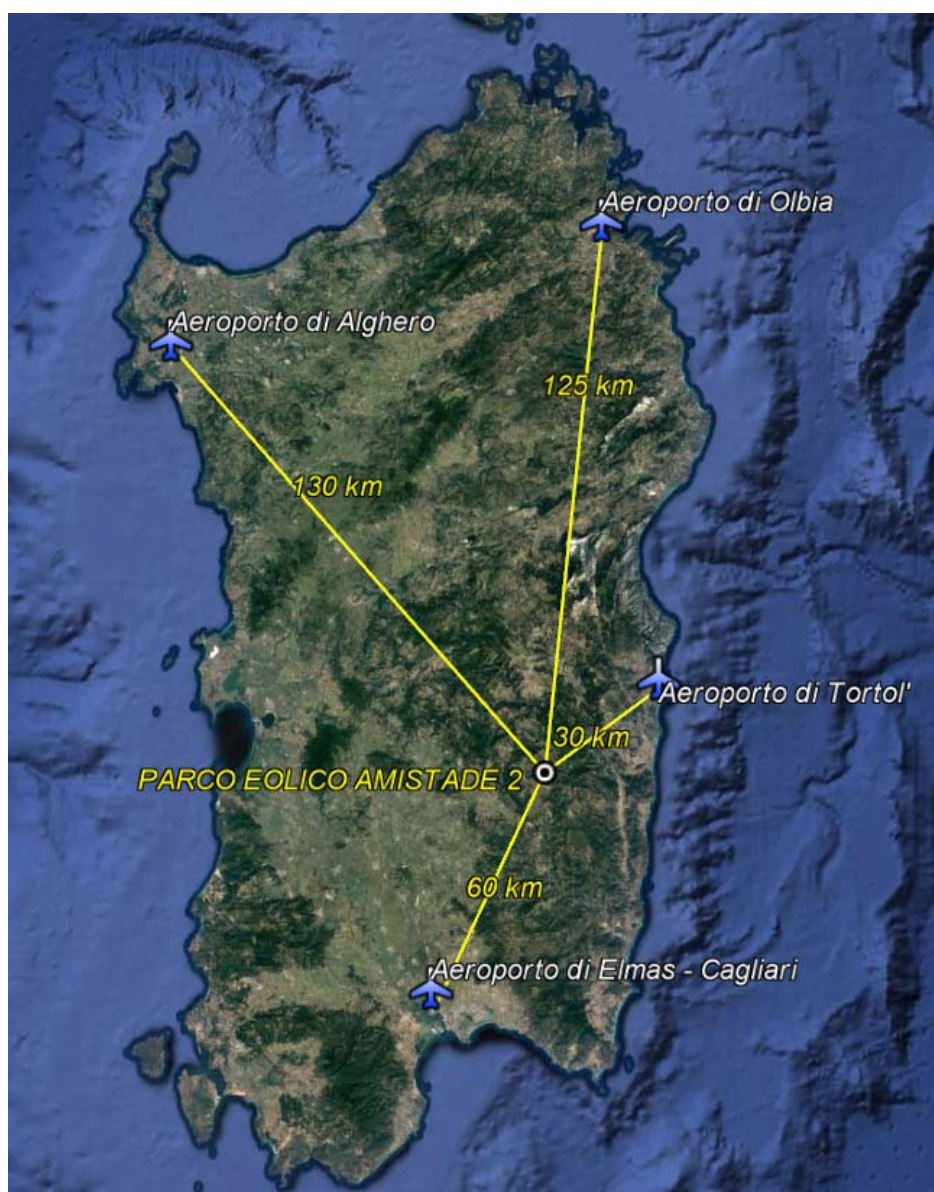 Aeroporto di Olbia
Aeroporto di Alghero
125 km
130 km
Aeroporto di Tortol'
30 km
PARCO EOLICO AMISTADE 2
60 km
Aeroporto di Elmas - Cagliari